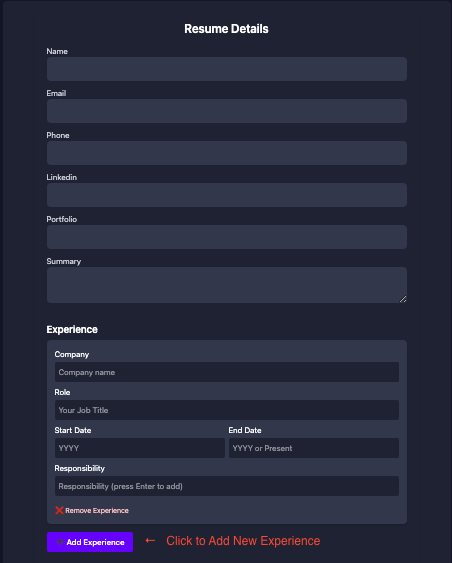 Resume Details
Name
Email
Phone
Linkedin
Portfolio
Summary
Experience
Company
Company name
Role
Your Job Title
Start Date End Date
YYYY YYYY or Present
Responsibility
Responsibility (press Enter to add)
❌ Remove Experience
Add Experience ← Click to Add New Experience